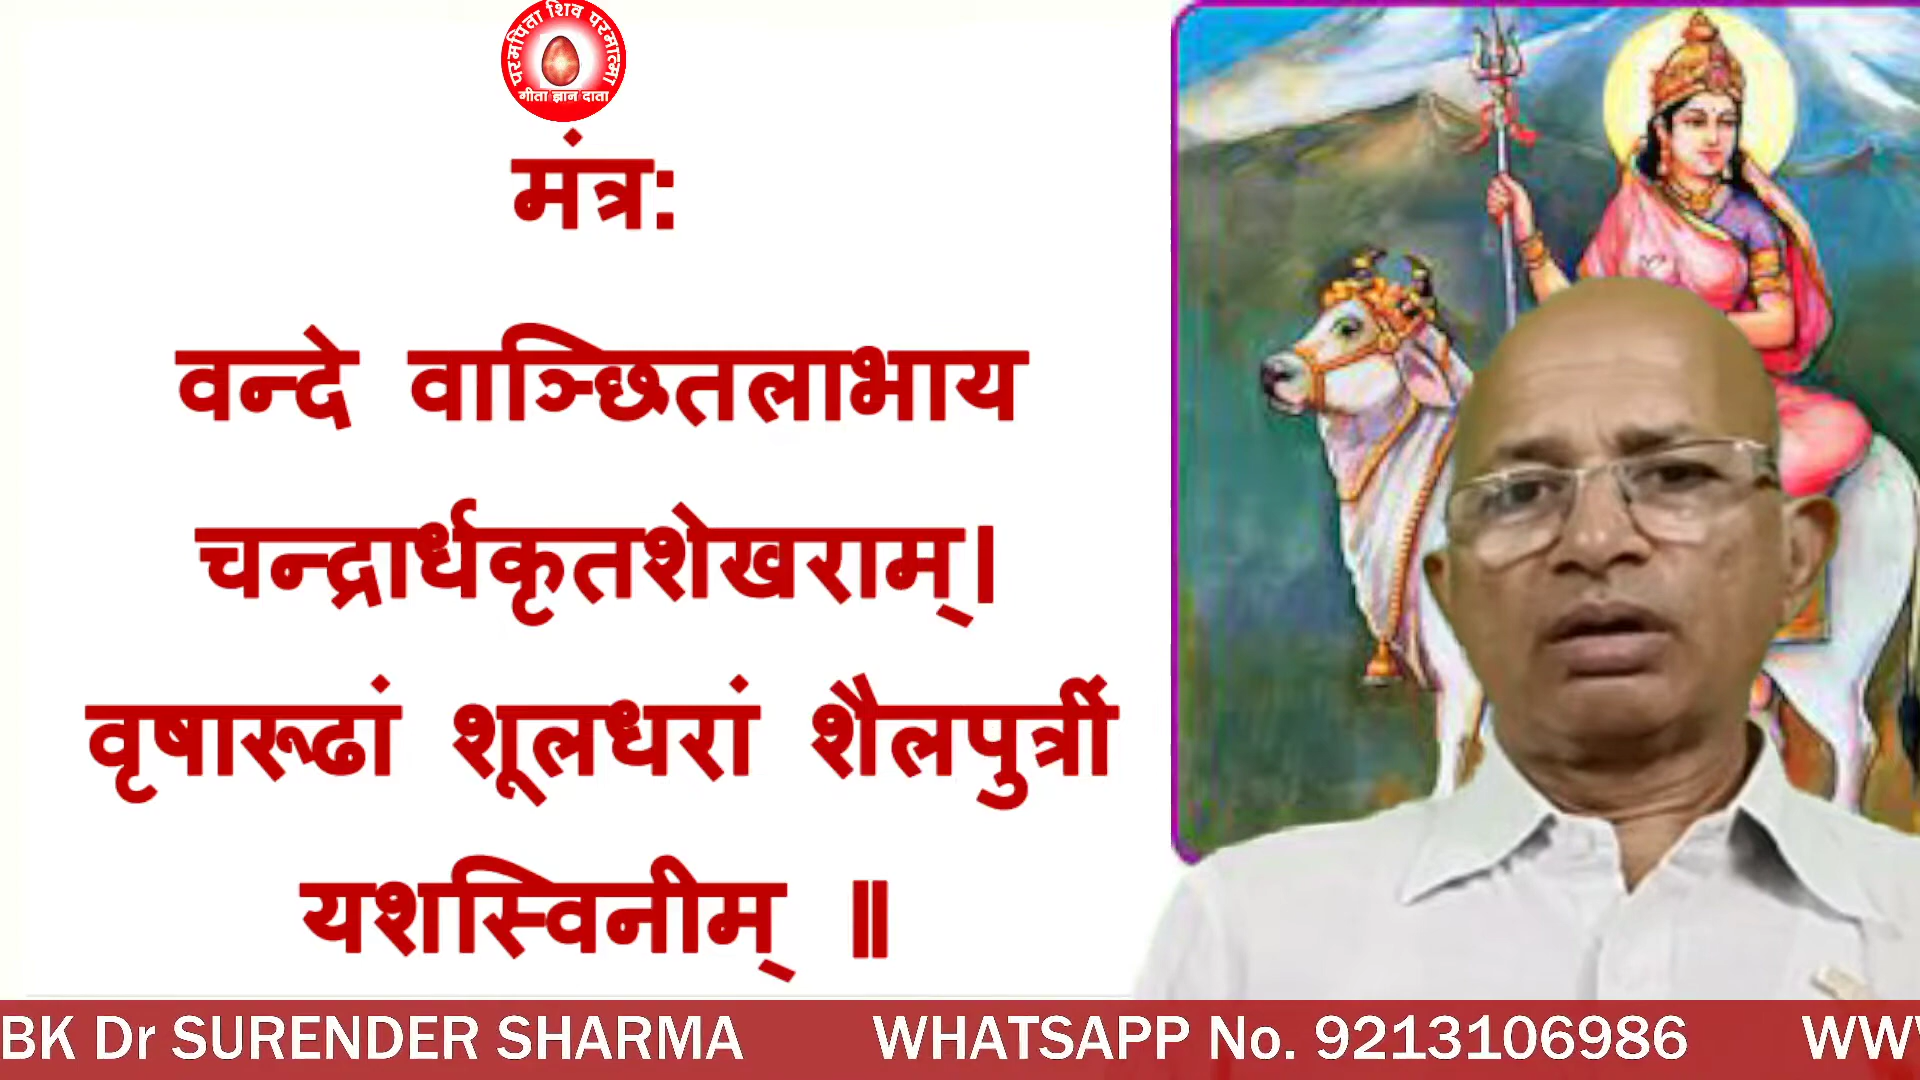 परमपिता शिव परमात्मा
गीता ज्ञान दाता
मंत्र:
वन्दे वाञ्छितलाभाय
चन्द्रार्धकृतशेखराम्।
वृषारूढां शूलधरां शैलपुत्रीं
यशस्विनीम् ॥
BK Dr SURENDER SHARMA WHATSAPP No. 9213106986